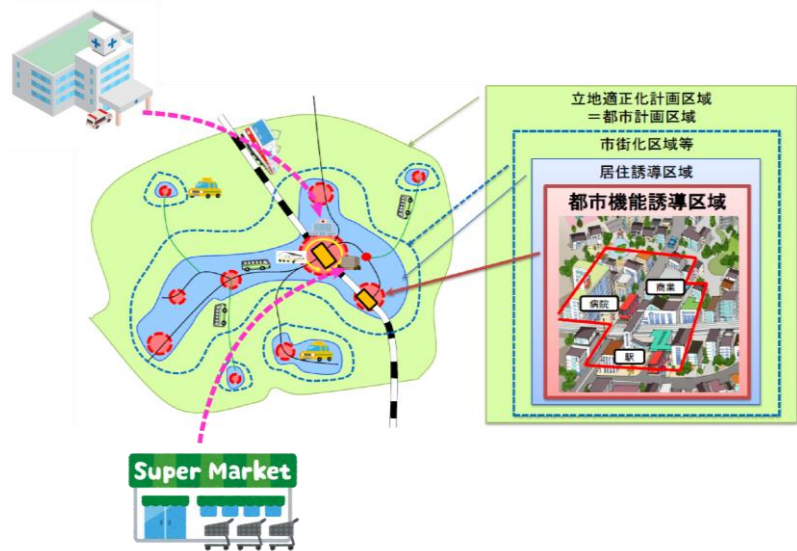 立地適正化計画区域
＝都市計画区域
市街化区域等
居住誘導区域
都市機能誘導区域
商業
病院
駅
Super Market